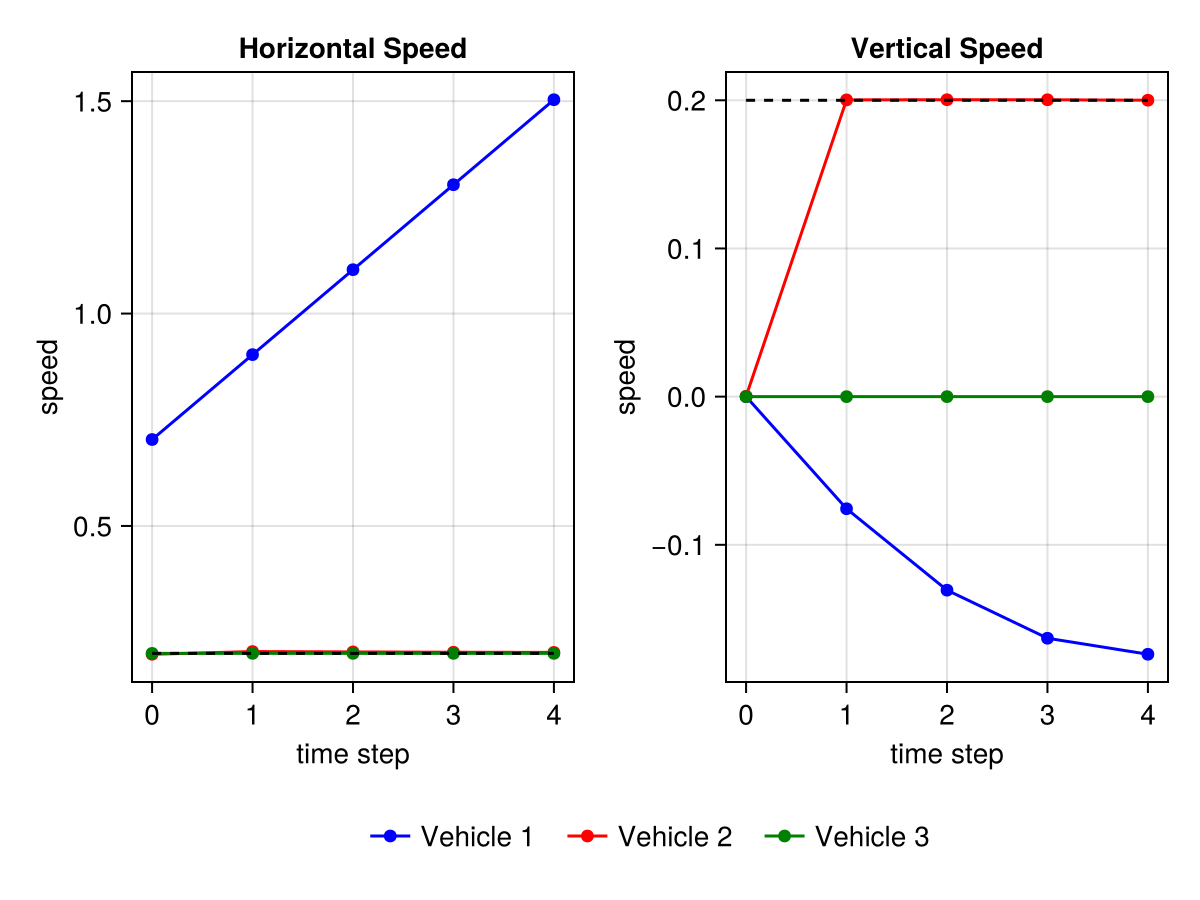 Horizontal Speed
1.5
1.0
0.5
speed
0 1 2 3 4
time step
Vertical Speed
0.2
0.1
0.0
−0.1
speed
0 1 2 3 4
time step
Vehicle 1 Vehicle 2 Vehicle 3